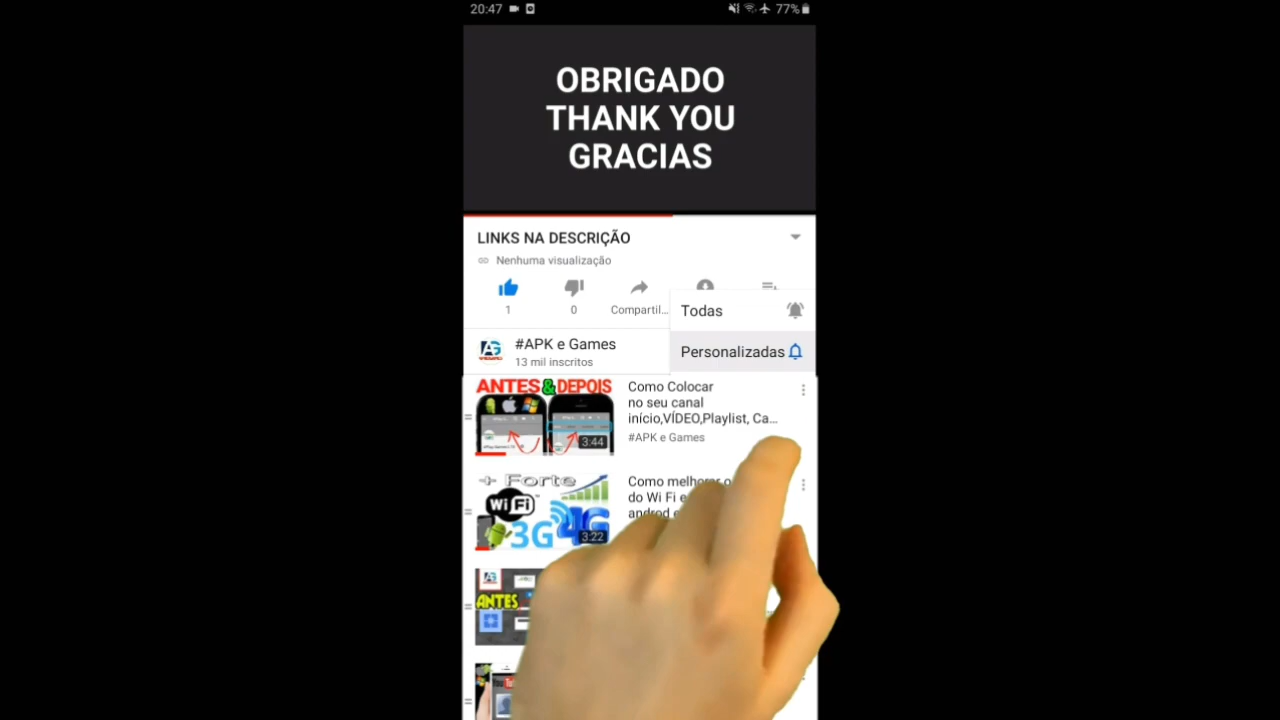 20:47
77%
OBRIGADO
THANK YOU
GRACIAS
LINKS NA DESCRIÇÃO
Nenhuma visualização
1
0
Compartil...
Todas
Personalizadas
#APK e Games
13 mil inscritos
ANTES & DEPOIS
3:44
Como Colocar
no seu canal
início,VÍDEO,Playlist, Ca...
#APK e Games
+ Forte
Wi Fi
3G 4G
3:22
Como melhorar o
do Wi Fi e
android
ANTES